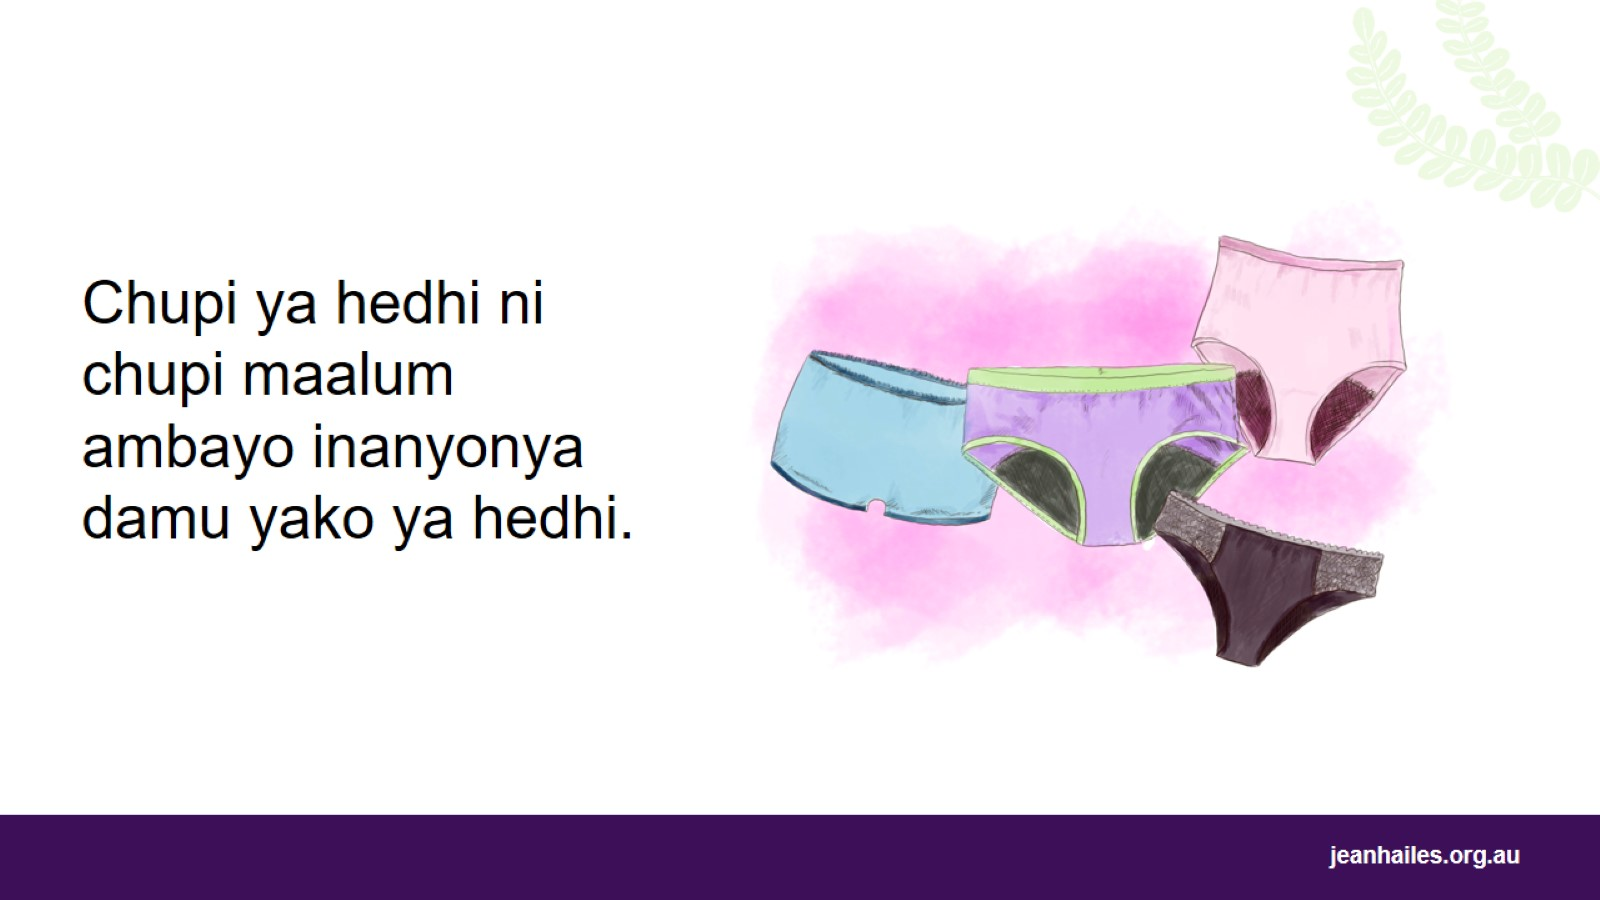 Chupi ya hedhi ni
chupi maalum
ambayo inanyonya
damu yako ya hedhi.
jeanhailes.org.au